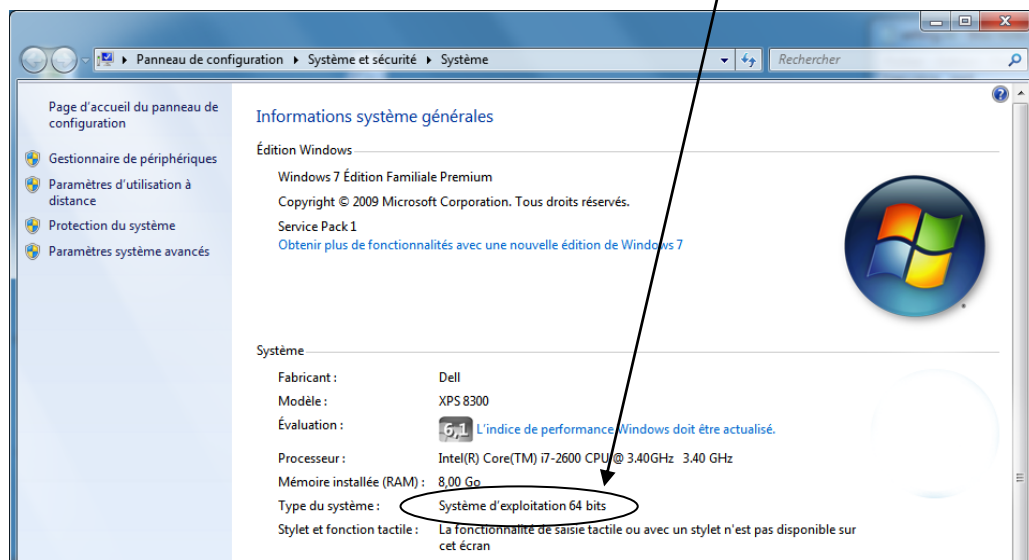 Panneau de configuration ▸ Système et sécurité ▸ Système
Rechercher
Page d'accueil du panneau de
configuration
Gestionnaire de périphériques
Paramètres d'utilisation à
distance
Protection du système
Paramètres système avancés
Informations système générales
Édition Windows
Windows 7 Édition Familiale Premium
Copyright © 2009 Microsoft Corporation. Tous droits réservés.
Service Pack 1
Obtenir plus de fonctionnalités avec une nouvelle édition de Windows 7
Système
Fabricant : Dell
Modèle : XPS 8300
Évaluation : 6,1 L'indice de performance Windows doit être actualisé.
Processeur : Intel(R) Core(TM) i7-2600 CPU @ 3.40GHz 3.40 GHz
Mémoire installée (RAM) : 8,00 Go
Type du système : Système d'exploitation 64 bits
Stylet et fonction tactile : La fonctionnalité de saisie tactile ou avec un stylet n'est pas disponible sur
cet écran